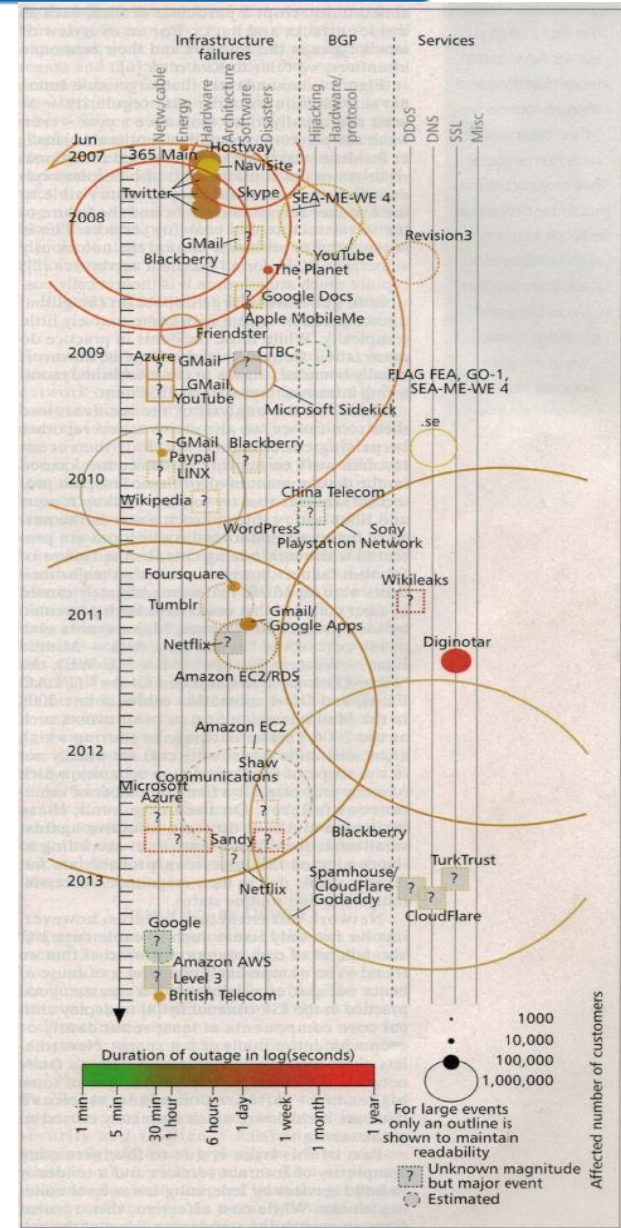 Infrastructure
failures
BGP
Services
Netw./cable
Energy
Hardware
Architecture
Software
Disasters
Hijacking
Hardware/
protocol
DDoS
DNS
SSL
Misc
Jun
2007
365 Main
Hostway
NaviSite
Twitter
Skype
SEA-ME-WE 4
2008
GMail
Blackberry
?
YouTube
Revision3
The Planet
?
Google Docs
Apple MobileMe
Friendster
2009
Azure
GMail
?
CTBC
?
FLAG FEA, GO-1,
SEA-ME-WE 4
?
GMail,
YouTube
Microsoft Sidekick
.se
?
GMail
Blackberry
Paypal
?
LINX
?
2010
Wikipedia
?
China Telecom
?
WordPress
Sony
Playstation Network
Foursquare
Wikileaks
?
Tumblr
2011
Gmail/
Google Apps
Netflix
?
Diginotar
Amazon EC2/RDS
Amazon EC2
2012
Shaw
Communications
Microsoft
Azure
?
?
?
Sandy
?
Blackberry
?
2013
Netflix
Spamhouse/
CloudFlare
Godaddy
?
?
TurkTrust
?
CloudFlare
Google
?
Amazon AWS
?
Level 3
British Telecom
Duration of outage in log(seconds)
1 min
5 min
30 min
1 hour
6 hours
1 day
1 week
1 month
1 year
1000
10,000
100,000
1,000,000
Affected number of customers
For large events
only an outline is
shown to maintain
readability
?
Unknown magnitude
but major event
Estimated